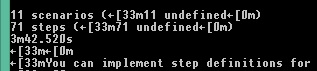 11 scenarios (←[33m11 undefined←[0m)
71 steps (←[33m71 undefined←[0m)
3m42.520s
←[33m←[0m
←[33mYou can implement step definitions for